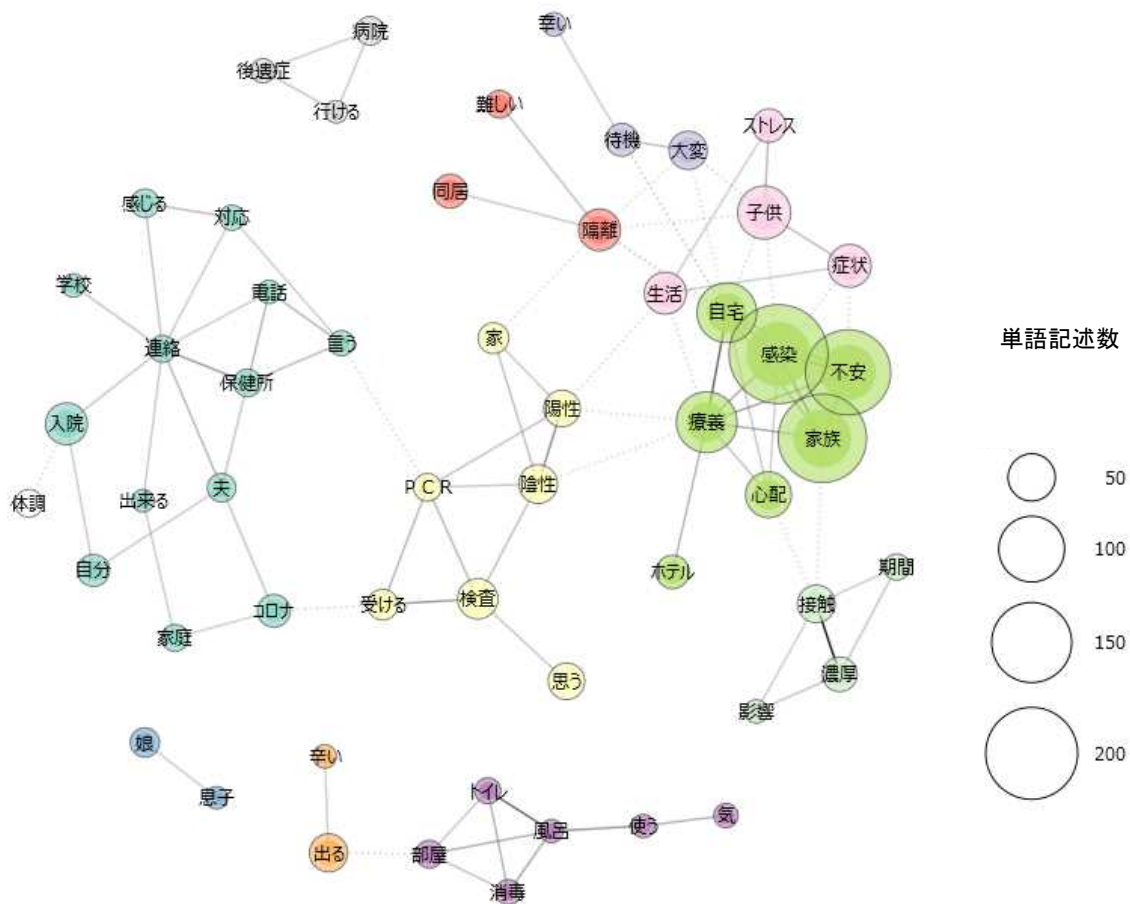 幸い
病院
後遺症
行ける
難しい
ストレス
待機
大変
同居
感じる
対応
子供
隔離
症状
学校
電話
生活
自宅
単語記述数
家
連絡
言う
感染
不安
保健所
陽性
療養
家族
入院
50
PCR
陰性
心配
夫
体調
出来る
100
自分
ホテル
期間
コロナ
受ける
検査
接触
家庭
150
濃厚
思う
影響
娘
辛い
200
息子
トイレ
風呂
使う
気
出る
部屋
消毒